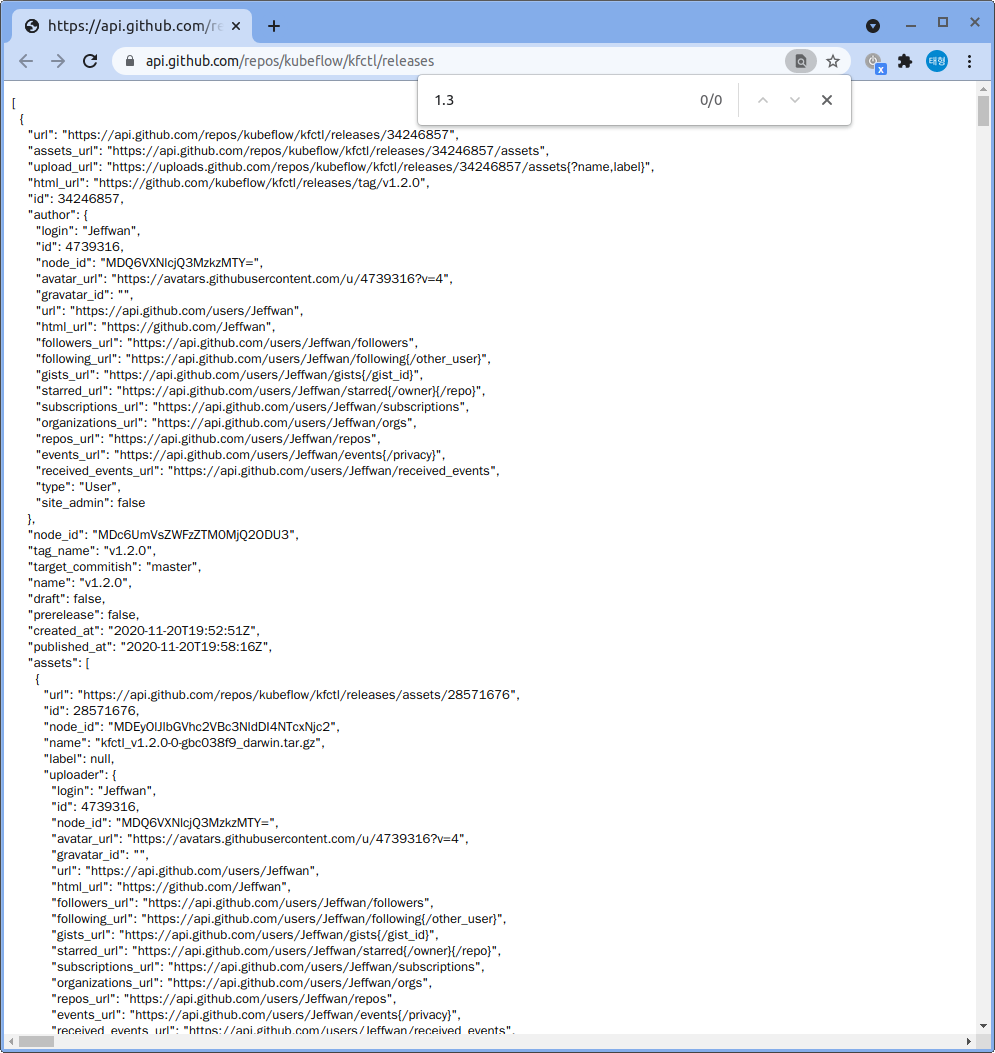 https://api.github.com/re
api.github.com/repos/kubeflow/kfctl/releases
태형
x
1.3
0/0
[
{
"url": "https://api.github.com/repos/kubeflow/kfctl/releases/34246857",
"assets_url": "https://api.github.com/repos/kubeflow/kfctl/releases/34246857/assets",
"upload_url": "https://uploads.github.com/repos/kubeflow/kfctl/releases/34246857/assets{?name,label}",
"html_url": "https://github.com/kubeflow/kfctl/releases/tag/v1.2.0",
"id": 34246857,
"author": {
"login": "Jeffwan",
"id": 4739316,
"node_id": "MDQ6VXNlcjQ3MzkzMTY=",
"avatar_url": "https://avatars.githubusercontent.com/u/4739316?v=4",
"gravatar_id": "",
"url": "https://api.github.com/users/Jeffwan",
"html_url": "https://github.com/Jeffwan",
"followers_url": "https://api.github.com/users/Jeffwan/followers",
"following_url": "https://api.github.com/users/Jeffwan/following{/other_user}",
"gists_url": "https://api.github.com/users/Jeffwan/gists{/gist_id}",
"starred_url": "https://api.github.com/users/Jeffwan/starred{/owner}{/repo}",
"subscriptions_url": "https://api.github.com/users/Jeffwan/subscriptions",
"organizations_url": "https://api.github.com/users/Jeffwan/orgs",
"repos_url": "https://api.github.com/users/Jeffwan/repos",
"events_url": "https://api.github.com/users/Jeffwan/events{/privacy}",
"received_events_url": "https://api.github.com/users/Jeffwan/received_events",
"type": "User",
"site_admin": false
},
"node_id": "MDc6UmVsZWFzZTM0MjQ2ODU3",
"tag_name": "v1.2.0",
"target_commitish": "master",
"name": "v1.2.0",
"draft": false,
"prerelease": false,
"created_at": "2020-11-20T19:52:51Z",
"published_at": "2020-11-20T19:58:16Z",
"assets": [
{
"url": "https://api.github.com/repos/kubeflow/kfctl/releases/assets/28571676",
"id": 28571676,
"node_id": "MDEyOlJlbGVhc2VBc3NldDI4NTcxNjc2",
"name": "kfctl_v1.2.0-0-gbc038f9_darwin.tar.gz",
"label": null,
"uploader": {
"login": "Jeffwan",
"id": 4739316,
"node_id": "MDQ6VXNlcjQ3MzkzMTY=",
"avatar_url": "https://avatars.githubusercontent.com/u/4739316?v=4",
"gravatar_id": "",
"url": "https://api.github.com/users/Jeffwan",
"html_url": "https://github.com/Jeffwan",
"followers_url": "https://api.github.com/users/Jeffwan/followers",
"following_url": "https://api.github.com/users/Jeffwan/following{/other_user}",
"gists_url": "https://api.github.com/users/Jeffwan/gists{/gist_id}",
"starred_url": "https://api.github.com/users/Jeffwan/starred{/owner}{/repo}",
"subscriptions_url": "https://api.github.com/users/Jeffwan/subscriptions",
"organizations_url": "https://api.github.com/users/Jeffwan/orgs",
"repos_url": "https://api.github.com/users/Jeffwan/repos",
"events_url": "https://api.github.com/users/Jeffwan/events{/privacy}",
"received_events_url": "https://api.github.com/users/Jeffwan/received_events",